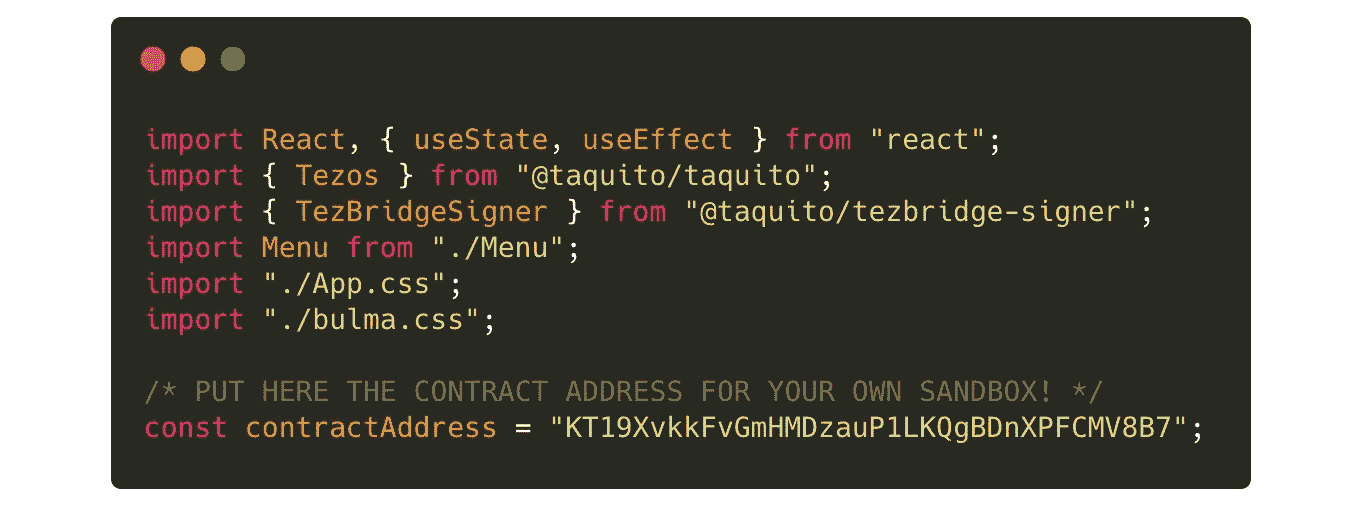 import React, { useState, useEffect } from "react";
import { Tezos } from "@taquito/taquito";
import { TezBridgeSigner } from "@taquito/tezbridge-signer";
import Menu from "./Menu";
import "./App.css";
import "./bulma.css";
/* PUT HERE THE CONTRACT ADDRESS FOR YOUR OWN SANDBOX! */
const contractAddress = "KT19XvkkFvGmHMDzauP1LKQgBDnXPFCMV8B7";